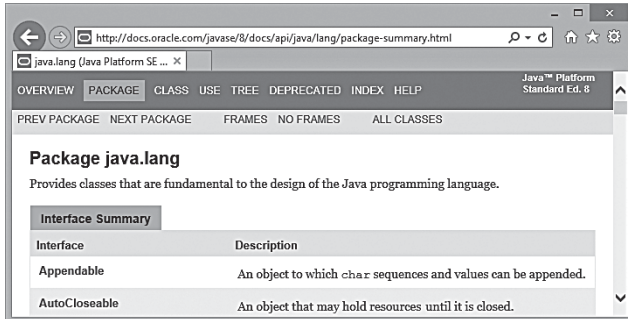 http://docs.oracle.com/javase/8/docs/api/java/lang/package-summary.html
java.lang (Java Platform SE ...
OVERVIEW PACKAGE CLASS USE TREE DEPRECATED INDEX HELP
Java™ Platform
Standard Ed. 8
PREV PACKAGE NEXT PACKAGE FRAMES NO FRAMES ALL CLASSES
Package java.lang
Provides classes that are fundamental to the design of the Java programming language.
Interface Summary
Interface Description
Appendable An object to which char sequences and values can be appended.
AutoCloseable An object that may hold resources until it is closed.